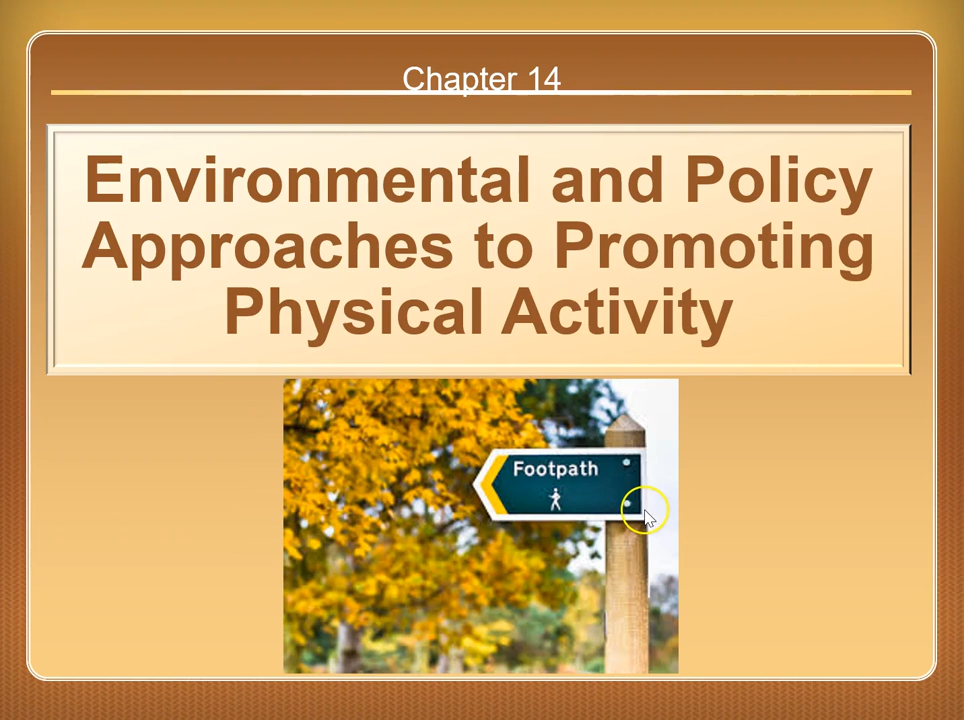 Chapter 14
Environmental and Policy
Approaches to Promoting
Physical Activity
Footpath